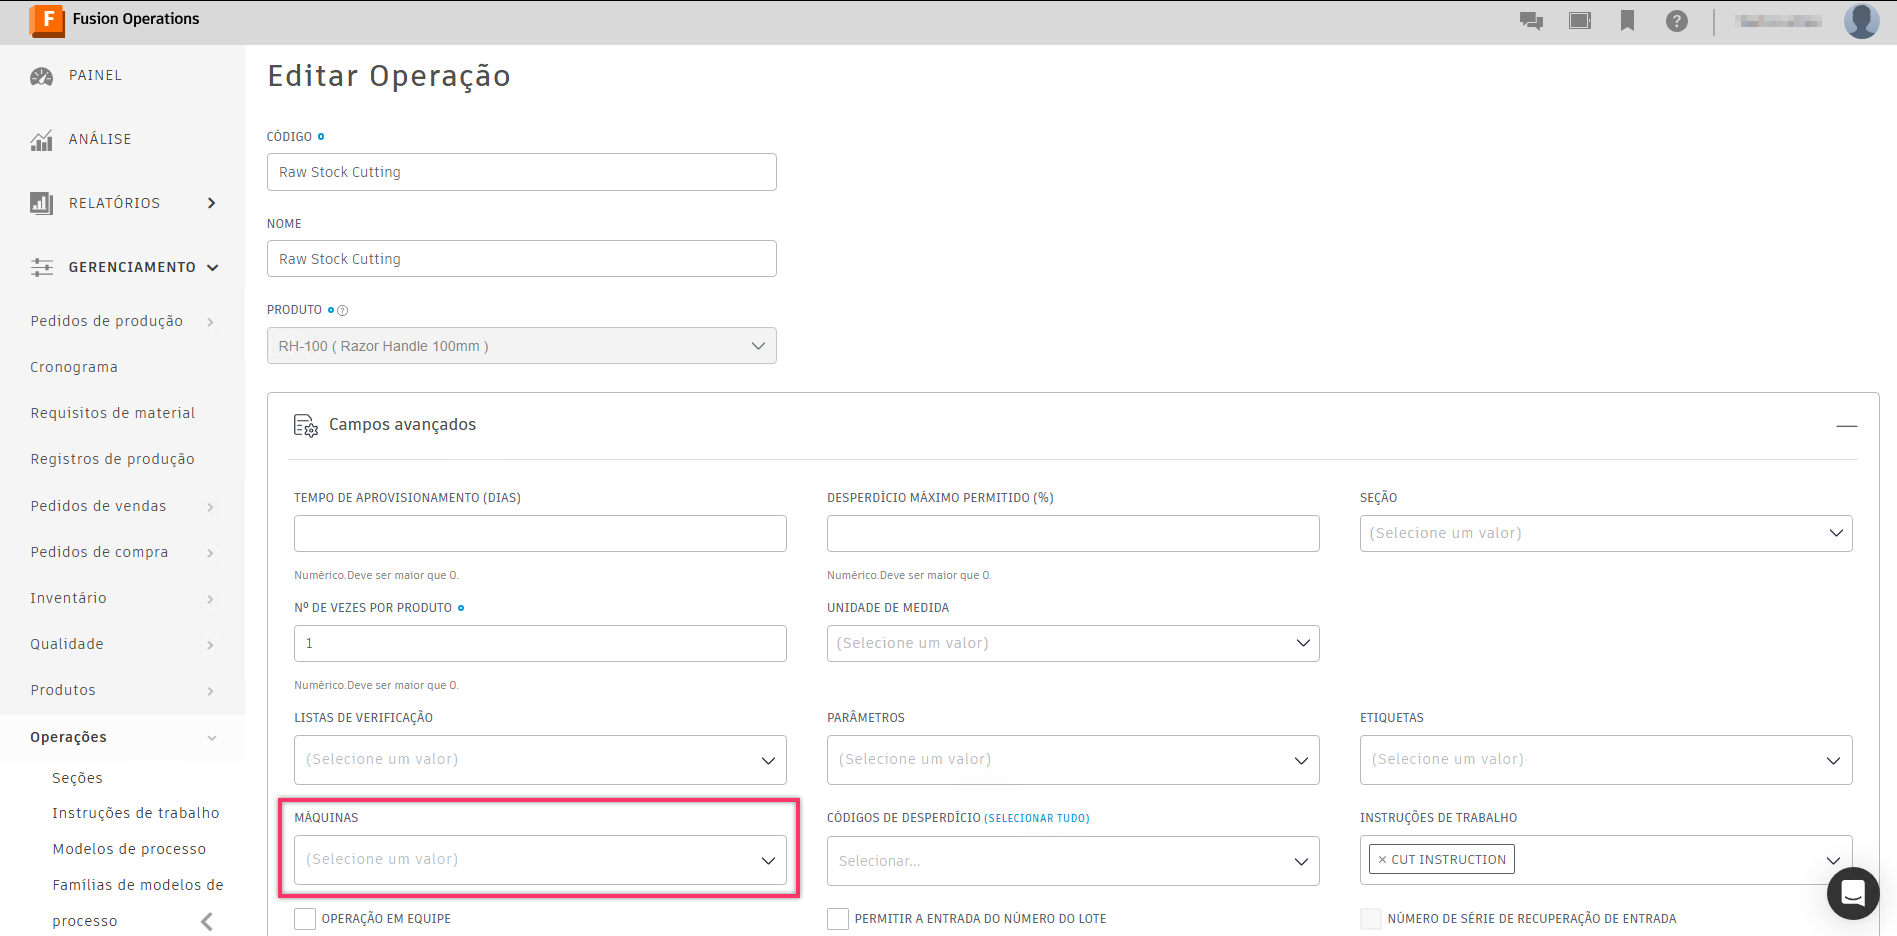 F Fusion Operations
?
PAINEL
ANÁLISE
RELATÓRIOS
GERENCIAMENTO
Pedidos de produção
Cronograma
Requisitos de material
Registros de produção
Pedidos de vendas
Pedidos de compra
Inventário
Qualidade
Produtos
Operações
Seções
Instruções de trabalho
Modelos de processo
Famílias de modelos de
processo
Editar Operação
CÓDIGO
Raw Stock Cutting
NOME
Raw Stock Cutting
PRODUTO ?
RH-100 ( Razor Handle 100mm )
Campos avançados
TEMPO DE APROVISIONAMENTO (DIAS)
Numérico.Deve ser maior que 0.
DESPERDÍCIO MÁXIMO PERMITIDO (%)
Numérico.Deve ser maior que 0.
SEÇÃO
(Selecione um valor)
Nº DE VEZES POR PRODUTO
1
Numérico.Deve ser maior que 0.
UNIDADE DE MEDIDA
(Selecione um valor)
LISTAS DE VERIFICAÇÃO
(Selecione um valor)
PARÂMETROS
(Selecione um valor)
ETIQUETAS
(Selecione um valor)
MÁQUINAS
(Selecione um valor)
CÓDIGOS DE DESPERDÍCIO (SELECIONAR TUDO)
Selecionar...
INSTRUÇÕES DE TRABALHO
× CUT INSTRUCTION
OPERAÇÃO EM EQUIPE
PERMITIR A ENTRADA DO NÚMERO DO LOTE
NÚMERO DE SÉRIE DE RECUPERAÇÃO DE ENTRADA